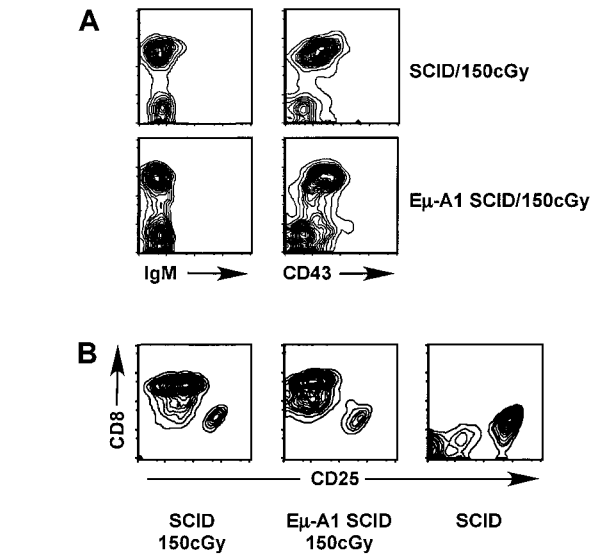 A
SCID/150cGy
Eμ-A1 SCID/150cGy
IgM
CD43
B
CD8
CD25
SCID
150cGy
Eμ-A1 SCID
150cGy
SCID